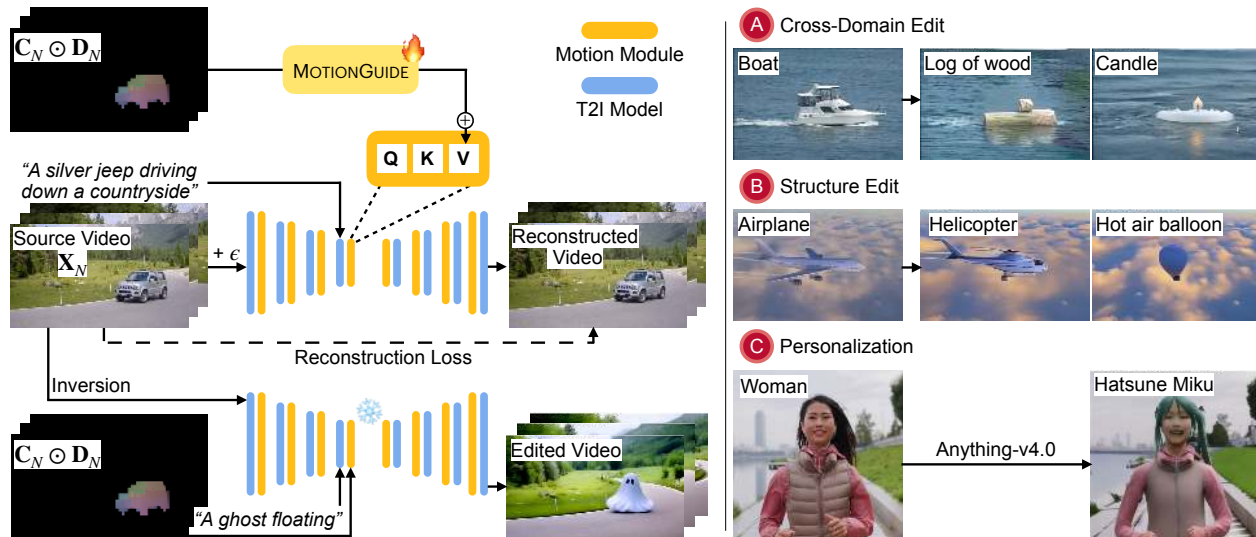 C_N ⊙ D_N
MOTIONGUIDE
Motion Module
T2I Model
Q K V
“A silver jeep driving
down a countryside”
Source Video
X_N
+ ϵ
Reconstructed
Video
Reconstruction Loss
Inversion
C_N ⊙ D_N
“A ghost floating”
Edited Video
A Cross-Domain Edit
Boat
Log of wood
Candle
B Structure Edit
Airplane
Helicopter
Hot air balloon
C Personalization
Woman
Anything-v4.0
Hatsune Miku